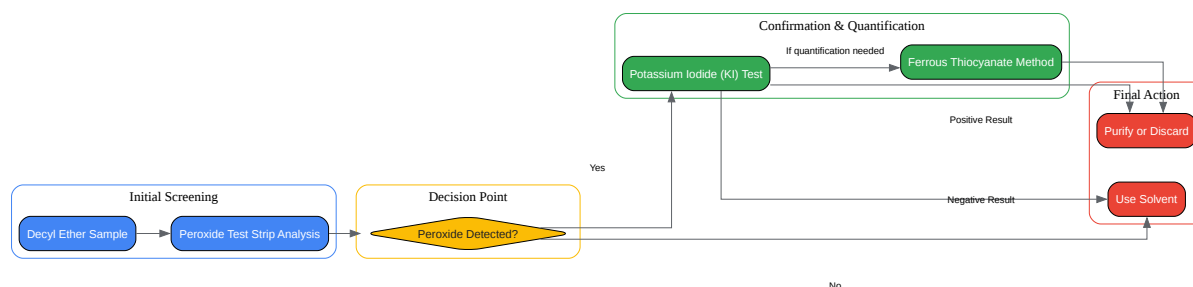 Confirmation & Quantification
If quantification needed
Potassium Iodide (KI) Test
Ferrous Thiocyanate Method
Final Action
Positive Result
Purify or Discard
Yes
Initial Screening
Decision Point
Negative Result
Use Solvent
Decyl Ether Sample
Peroxide Test Strip Analysis
Peroxide Detected?
No